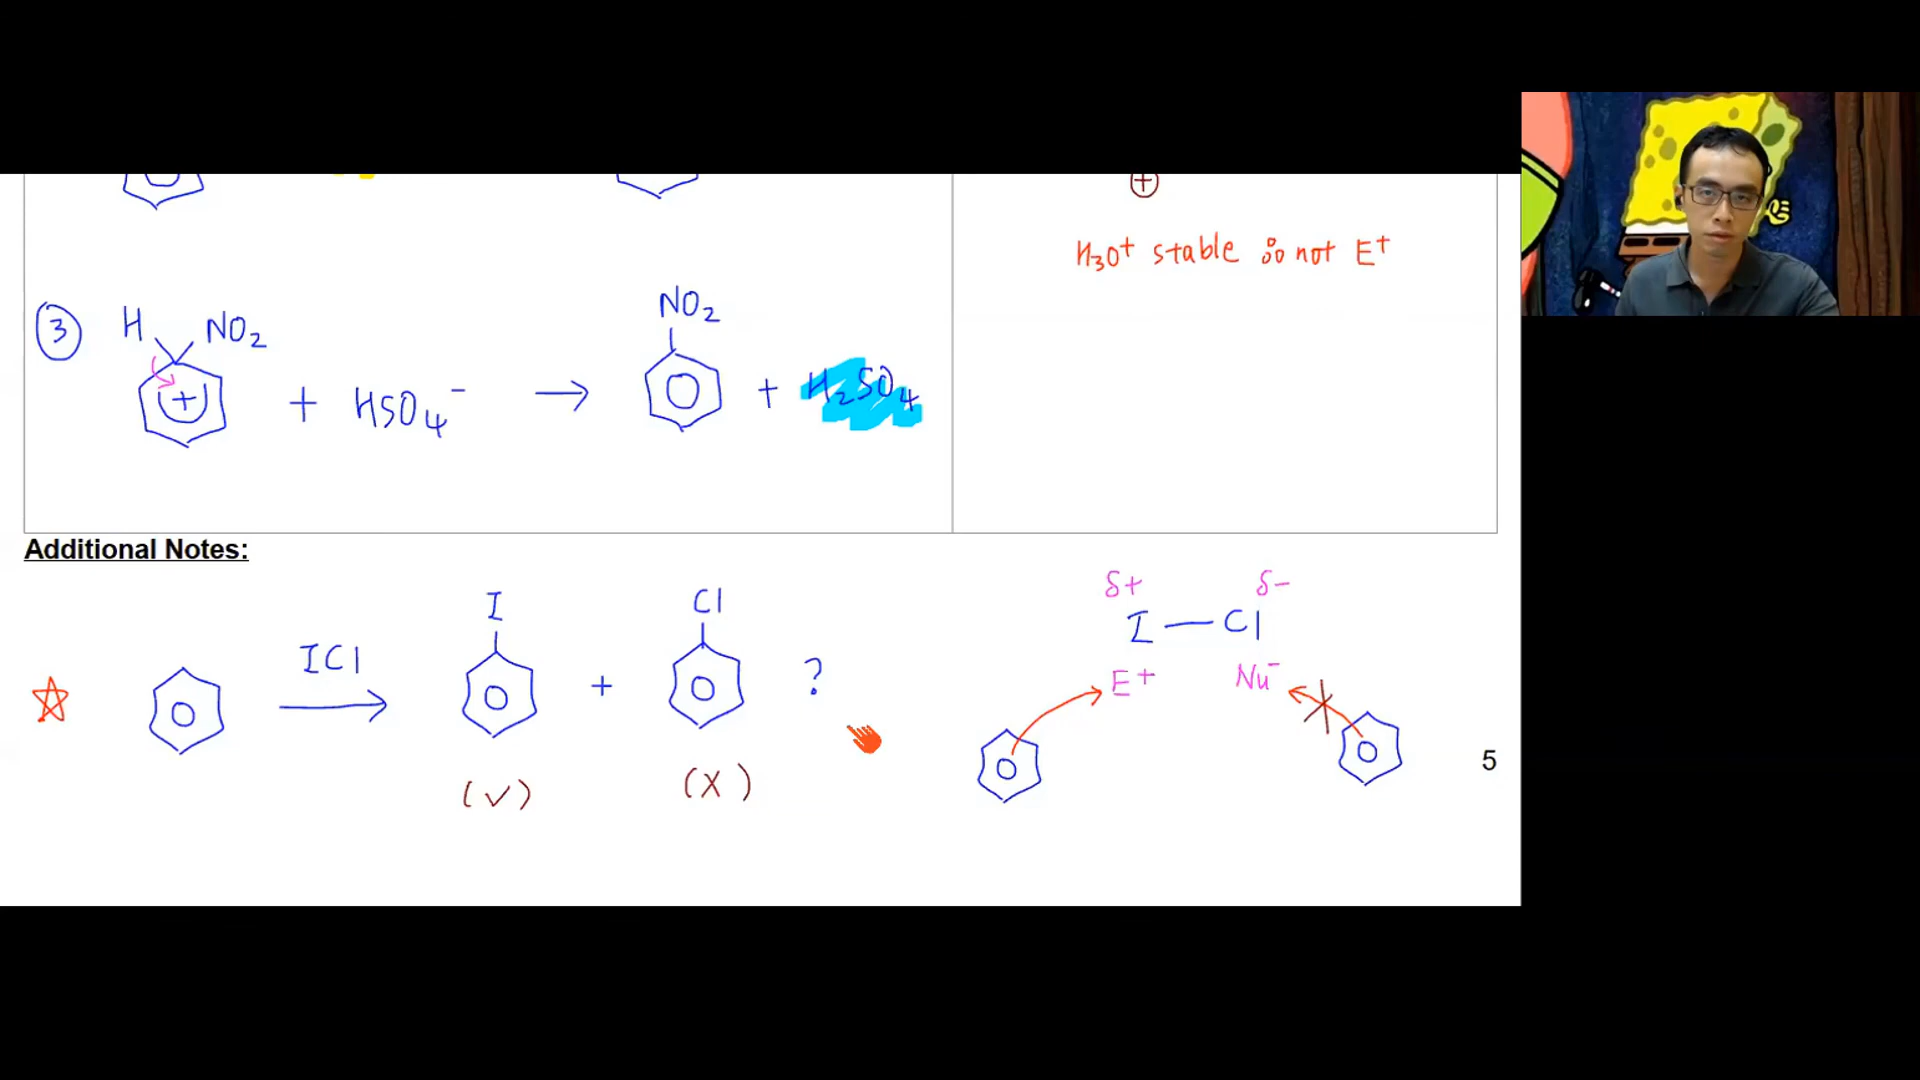 ⊕
H₃O⁺ stable ∴ not E⁺
③
H NO₂
+
+ HSO₄⁻ → NO₂ + H₂SO₄
Additional Notes:
☆ ICl → I + Cl ?
(✓) (X)
δ+ δ-
I — Cl
E⁺ Nu⁻
5